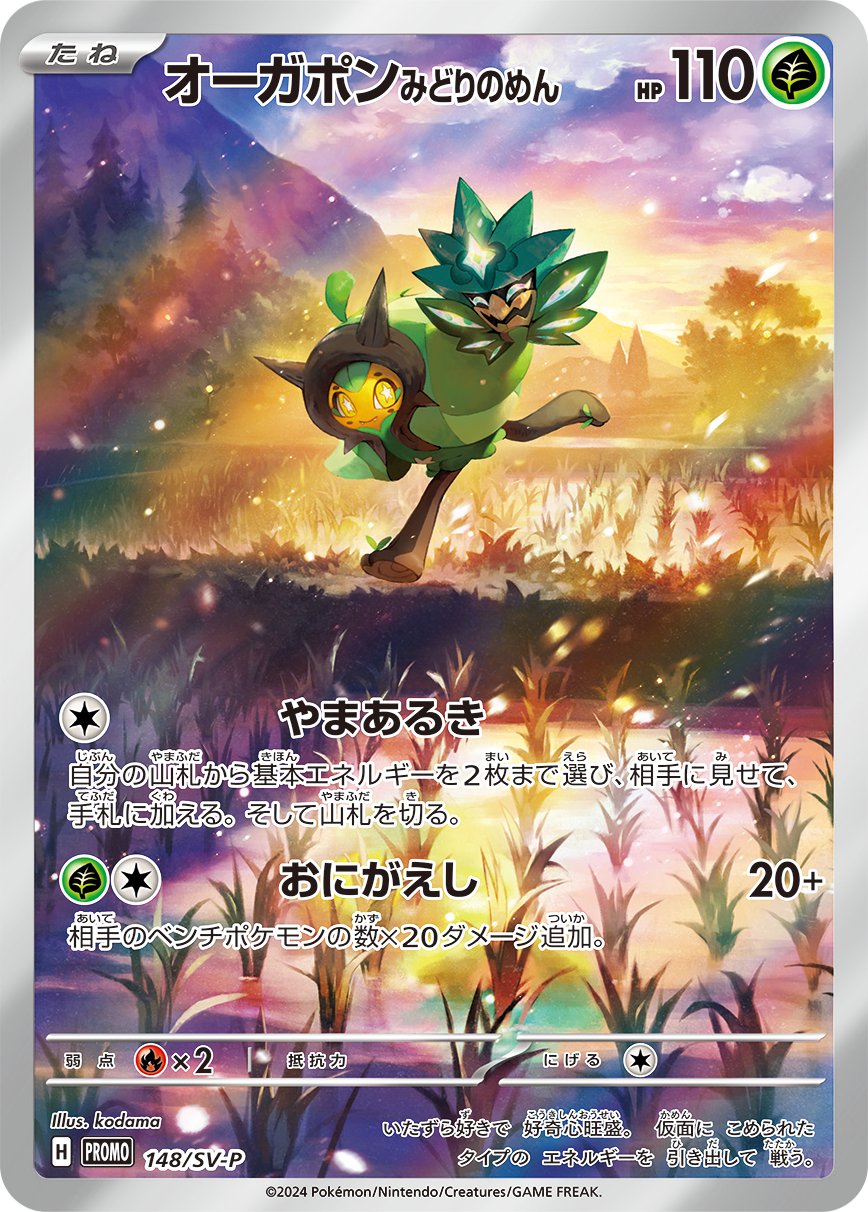 たね オーガポン みどりのめん HP 110
やまあるき
自分の山札から基本エネルギーを2枚まで選び、相手に見せて、
手札に加える。そして山札を切る。
おにがえし 20+
相手のベンチポケモンの数×20ダメージ追加。
弱点 ×2 抵抗力 にげる
Illus. kodama
いたずら好きで 好奇心旺盛。 仮面に こめられた
タイプの エネルギーを 引き出して 戦う。
H PROMO 148/SV-P
©2024 Pokémon/Nintendo/Creatures/GAME FREAK.